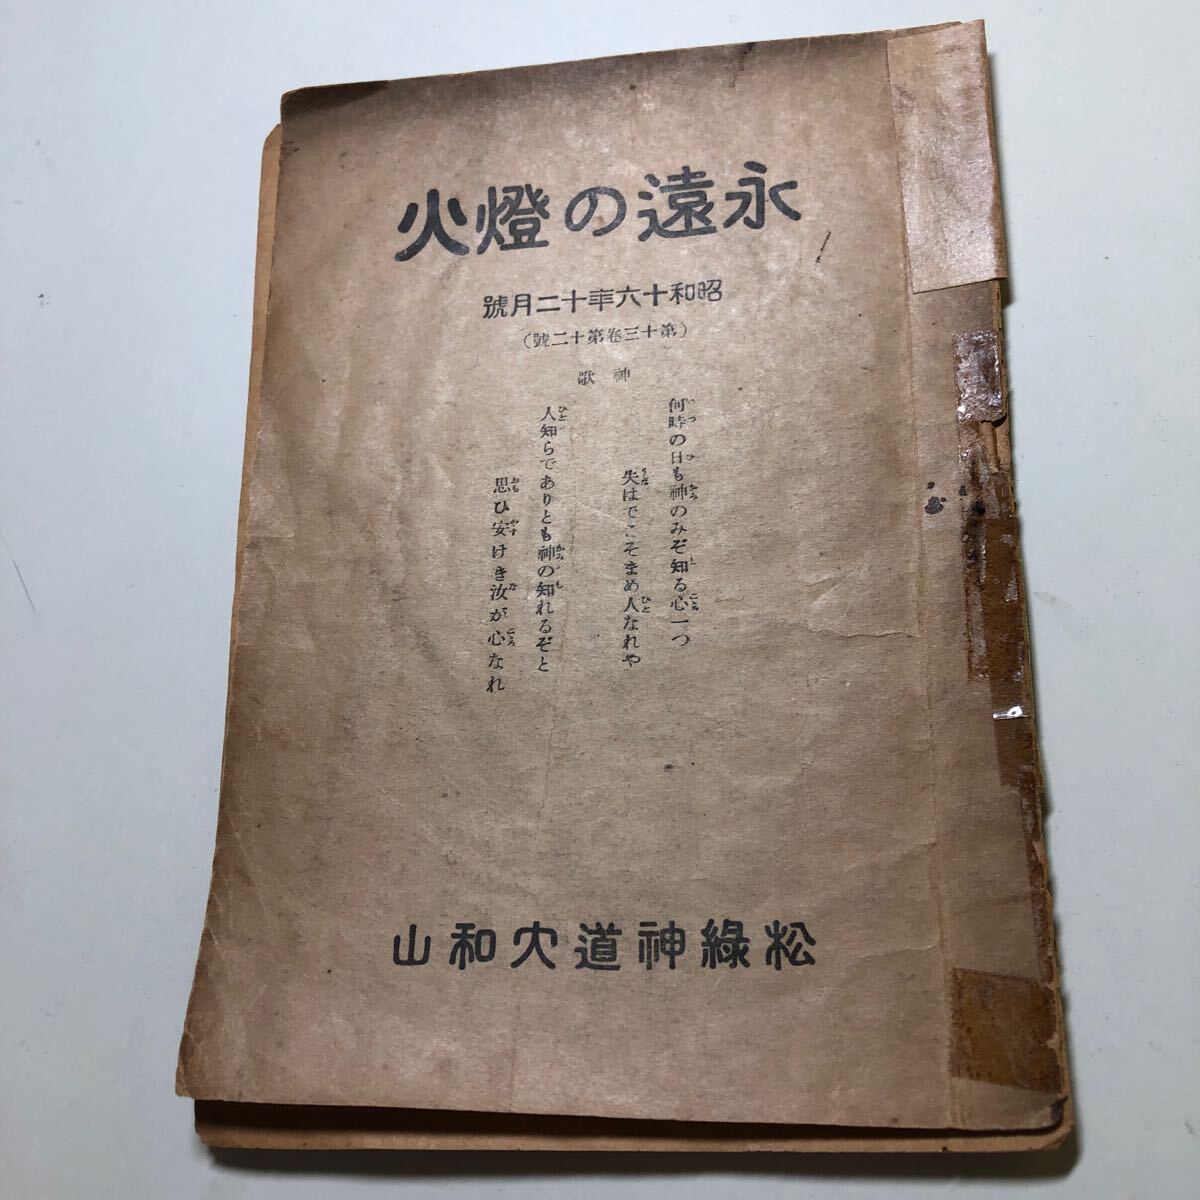 永遠の燈火
昭和十六年十二月號
（第十三卷第十二號）
神歌
何時の日も神のみぞ知る心一つ
失はでこそまめ人なれや
人知らでありとも神の知れるぞと
思ひ安けき汝が心なれ
松綠神道大和山